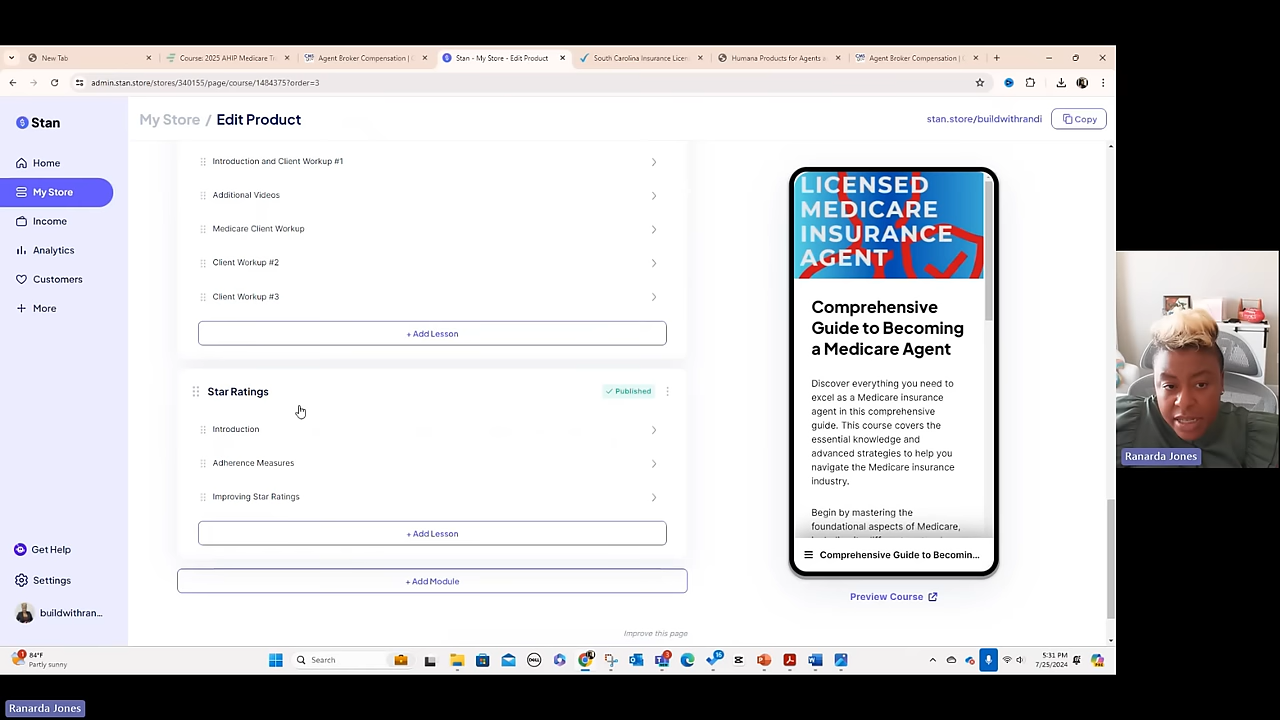 New Tab
Course: 2025 AHIP Medicare Tr
Agent Broker Compensation | C
Stan - My Store - Edit Product
South Carolina Insurance Licen
Humana Products for Agents a
Agent Broker Compensation | C
admin.stan.store/stores/340155/page/course/1484375?order=3
Stan
Home
My Store
Income
Analytics
Customers
More
Get Help
Settings
buildwithran...
My Store / Edit Product
stan.store/buildwithrandi
Copy
Introduction and Client Workup #1
Additional Videos
Medicare Client Workup
Client Workup #2
Client Workup #3
+ Add Lesson
Star Ratings
Published
Introduction
Adherence Measures
Improving Star Ratings
+ Add Lesson
+ Add Module
Improve this page
LICENSED
MEDICARE
INSURANCE
AGENT
Comprehensive
Guide to Becoming
a Medicare Agent
Discover everything you need to
excel as a Medicare insurance
agent in this comprehensive
guide. This course covers the
essential knowledge and
advanced strategies to help you
navigate the Medicare insurance
industry.
Begin by mastering the
foundational aspects of Medicare,
Comprehensive Guide to Becomin...
Preview Course
Ranarda Jones
84°F
Partly sunny
Search
5:31 PM
7/25/2024
Ranarda Jones